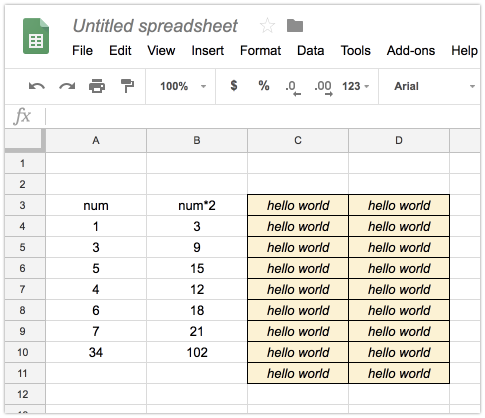 Untitled spreadsheet
File Edit View Insert Format Data Tools Add-ons Help
100% $ % .0 .00 123 Arial
fx
A B C D
1
2
3 num num*2 hello world hello world
4 1 3 hello world hello world
5 3 9 hello world hello world
6 5 15 hello world hello world
7 4 12 hello world hello world
8 6 18 hello world hello world
9 7 21 hello world hello world
10 34 102 hello world hello world
11 hello world hello world
12